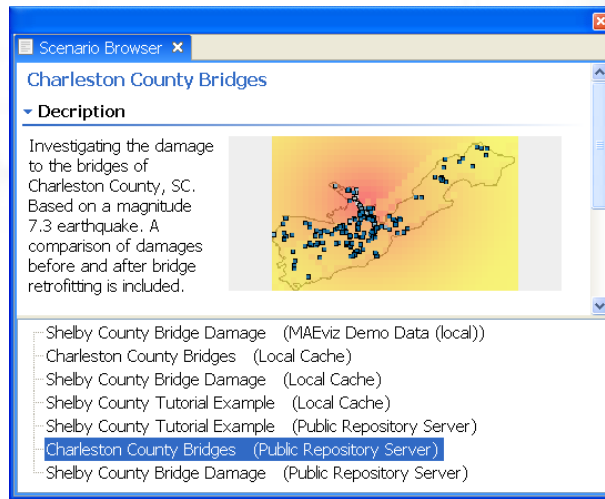 Scenario Browser
Charleston County Bridges
Decription
Investigating the damage
to the bridges of
Charleston County, SC.
Based on a magnitude
7.3 earthquake. A
comparison of damages
before and after bridge
retrofitting is included.
Shelby County Bridge Damage (MAEviz Demo Data (local))
Charleston County Bridges (Local Cache)
Shelby County Bridge Damage (Local Cache)
Shelby County Tutorial Example (Local Cache)
Shelby County Tutorial Example (Public Repository Server)
Charleston County Bridges (Public Repository Server)
Shelby County Bridge Damage (Public Repository Server)